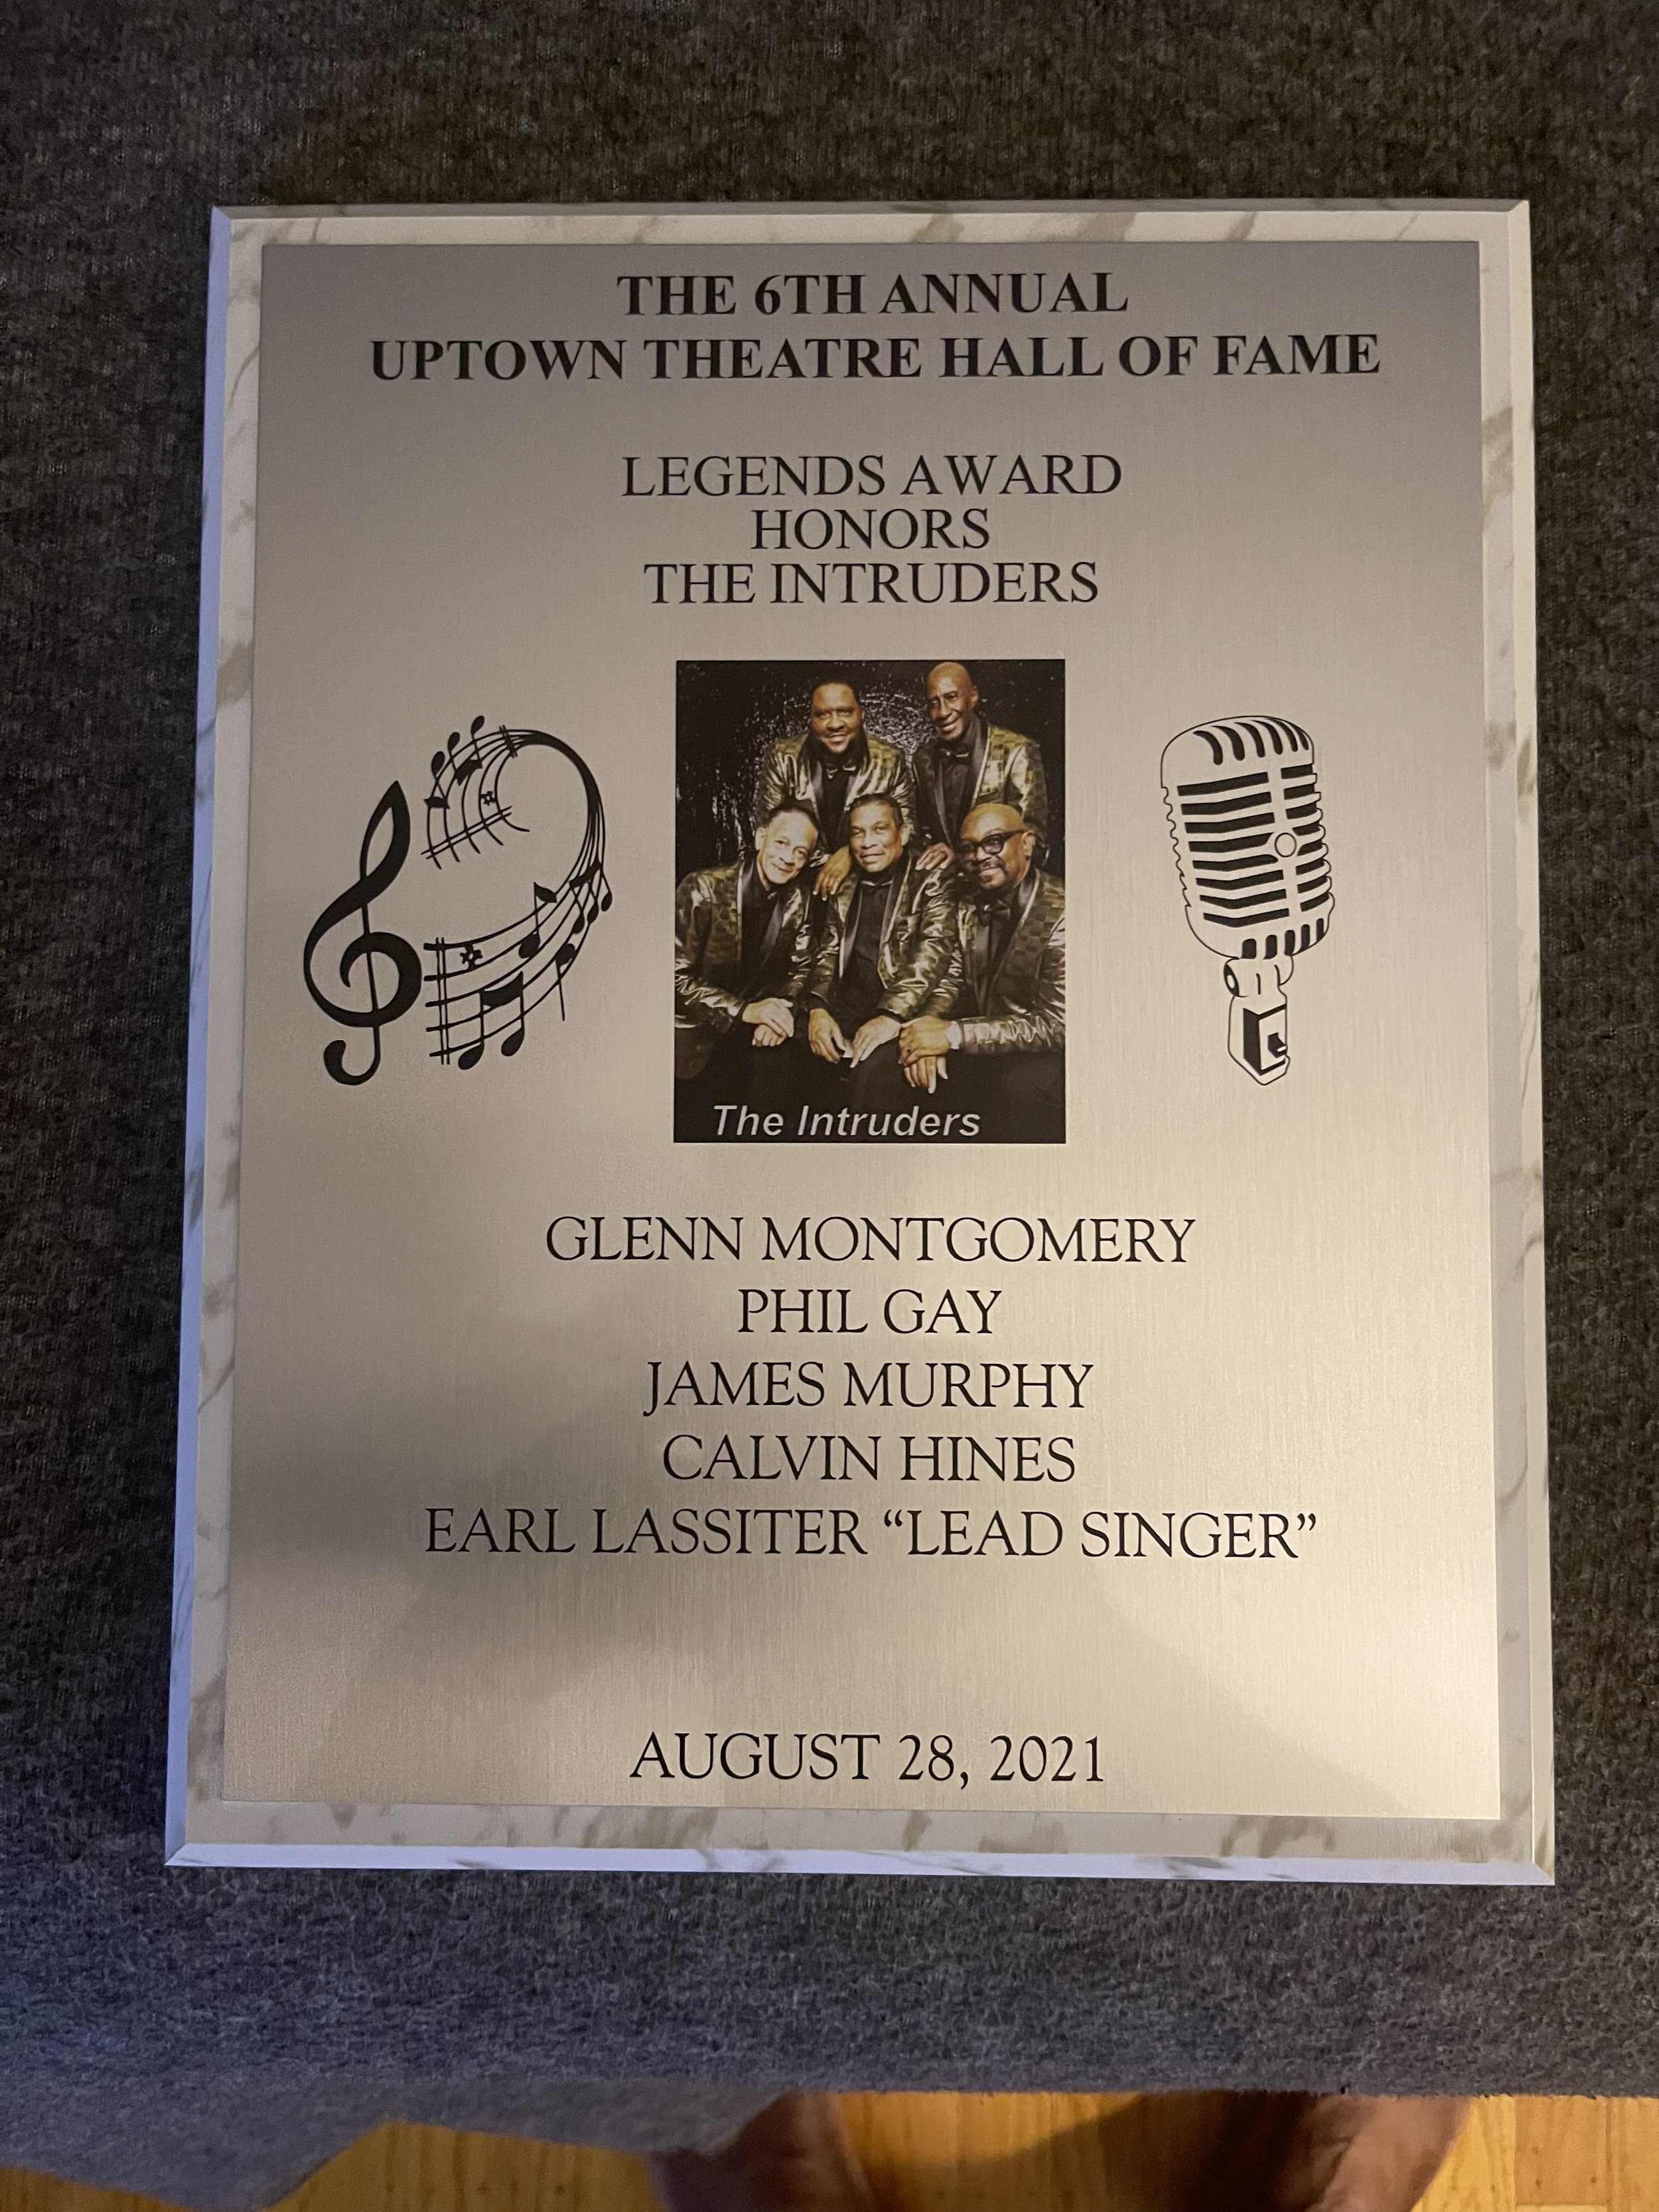 THE 6TH ANNUAL
UPTOWN THEATRE HALL OF FAME
LEGENDS AWARD
HONORS
THE INTRUDERS
The Intruders
GLENN MONTGOMERY
PHIL GAY
JAMES MURPHY
CALVIN HINES
EARL LASSITER “LEAD SINGER”
AUGUST 28, 2021